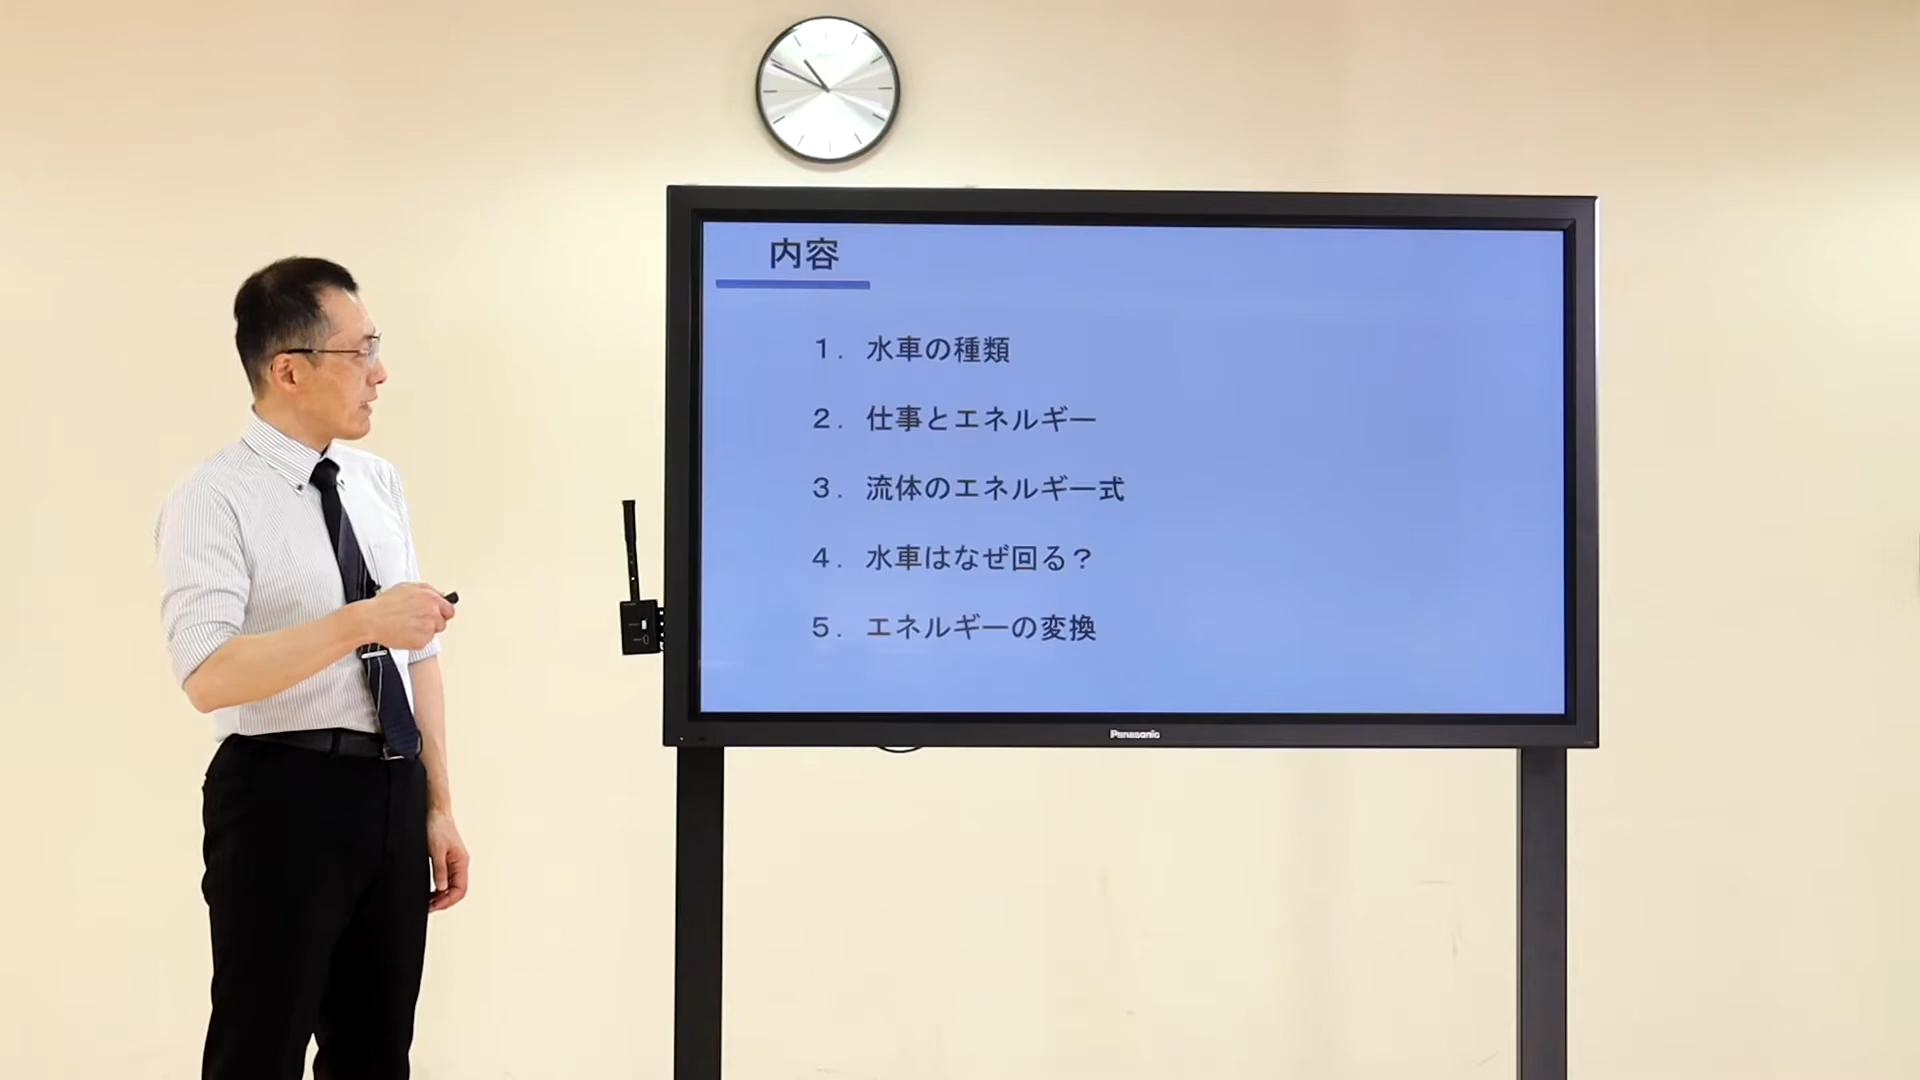 内容
１．水車の種類
２．仕事とエネルギー
３．流体のエネルギー式
４．水車はなぜ回る？
５．エネルギーの変換
Panasonic